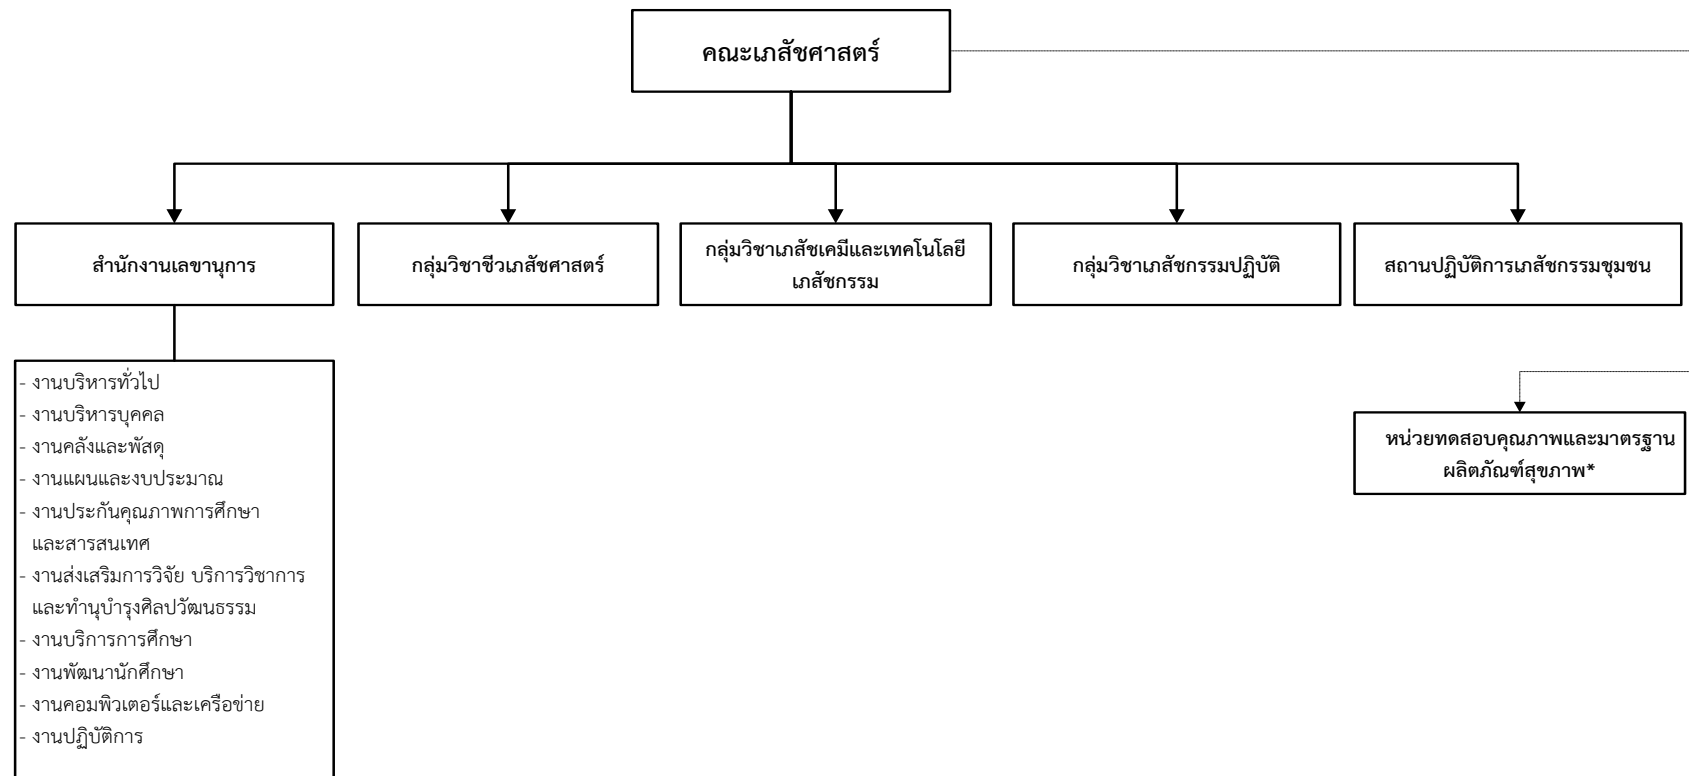 คณะเภสัชศาสตร์
สำนักงานเลขานุการ
กลุ่มวิชาชีวเภสัชศาสตร์
กลุ่มวิชาเภสัชเคมีและเทคโนโลยี
เภสัชกรรม
กลุ่มวิชาเภสัชกรรมปฏิบัติ
สถานปฏิบัติการเภสัชกรรมชุมชน
- งานบริหารทั่วไป
- งานบริหารบุคคล
- งานคลังและพัสดุ
- งานแผนและงบประมาณ
- งานประกันคุณภาพการศึกษา
และสารสนเทศ
- งานส่งเสริมการวิจัย บริการวิชาการ
และทำนุบำรุงศิลปวัฒนธรรม
- งานบริการการศึกษา
- งานพัฒนานักศึกษา
- งานคอมพิวเตอร์และเครือข่าย
- งานปฏิบัติการ
หน่วยทดสอบคุณภาพและมาตรฐาน
ผลิตภัณฑ์สุขภาพ*